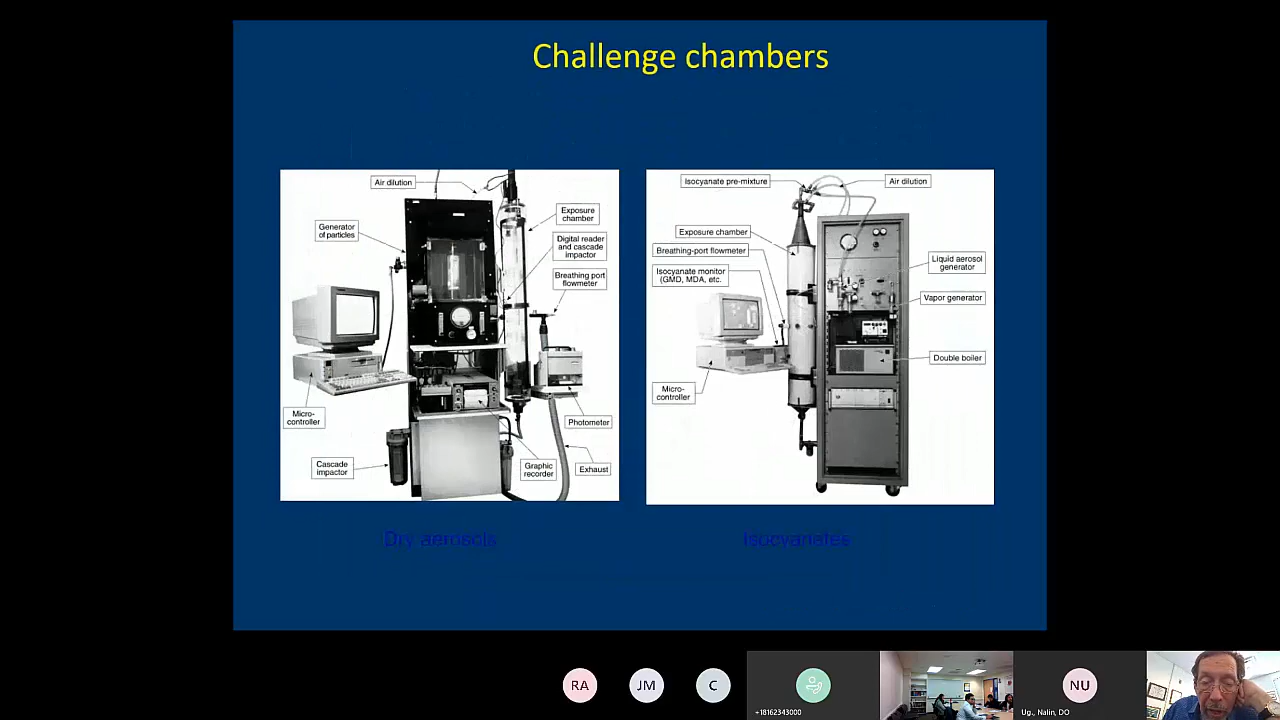 Challenge chambers
Air dilution
Generator
of particles
Exposure
chamber
Digital reader
and cascade
impactor
Breathing port
flowmeter
Micro-
controller
Cascade
impactor
Graphic
recorder
Photometer
Exhaust
Dry aerosols
Isocyanate pre-mixture
Air dilution
Exposure chamber
Breathing-port flowmeter
Isocyanate monitor
(GMD, MDA, etc.
Liquid aerosol
generator
Vapor generator
Double boiler
Micro-
controller
Isocyanates
RA
JM
C
+18162343000
NU
Ug., Nalin, DO